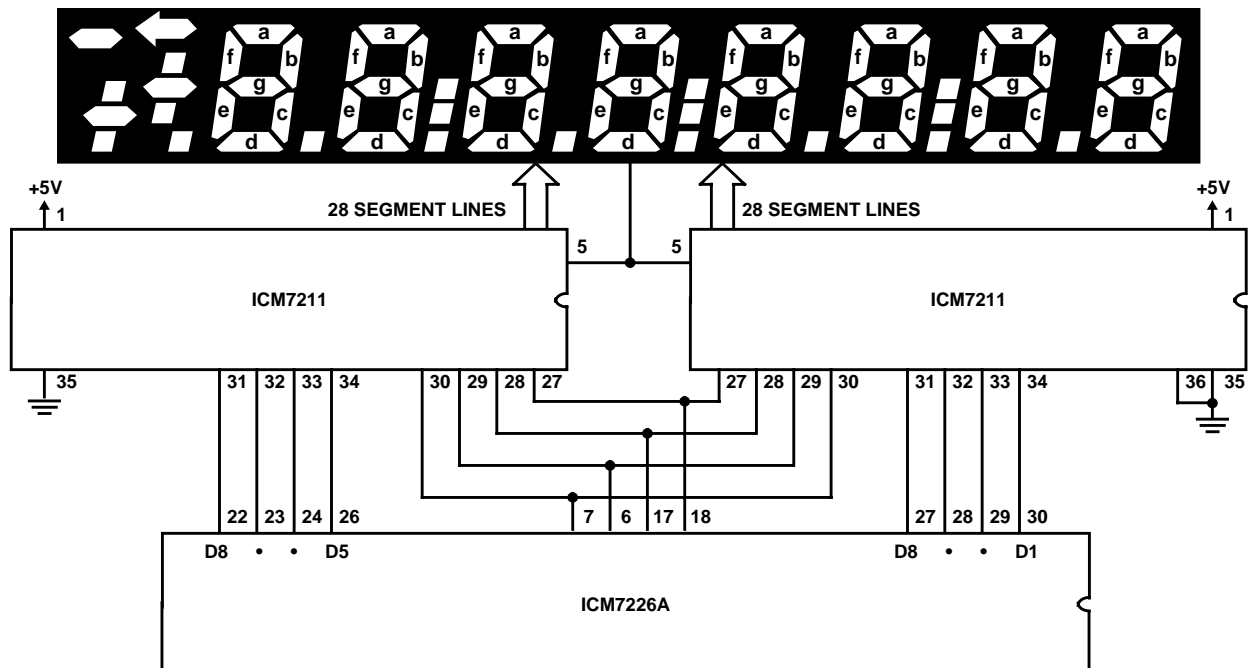 a a a a a a a a
f b f b f b f b f b f b f b f b
g g g g g g g g
e c e c e c e c e c e c e c e c
d d d d d d d d
+5V +5V
1 28 SEGMENT LINES 28 SEGMENT LINES 1
5 5
ICM7211 ICM7211
35 31 32 33 34 30 29 28 27 27 28 29 30 31 32 33 34 36 35
22 23 24 26 7 6 17 18 27 28 29 30
D8 • • D5 D8 • • D1
ICM7226A